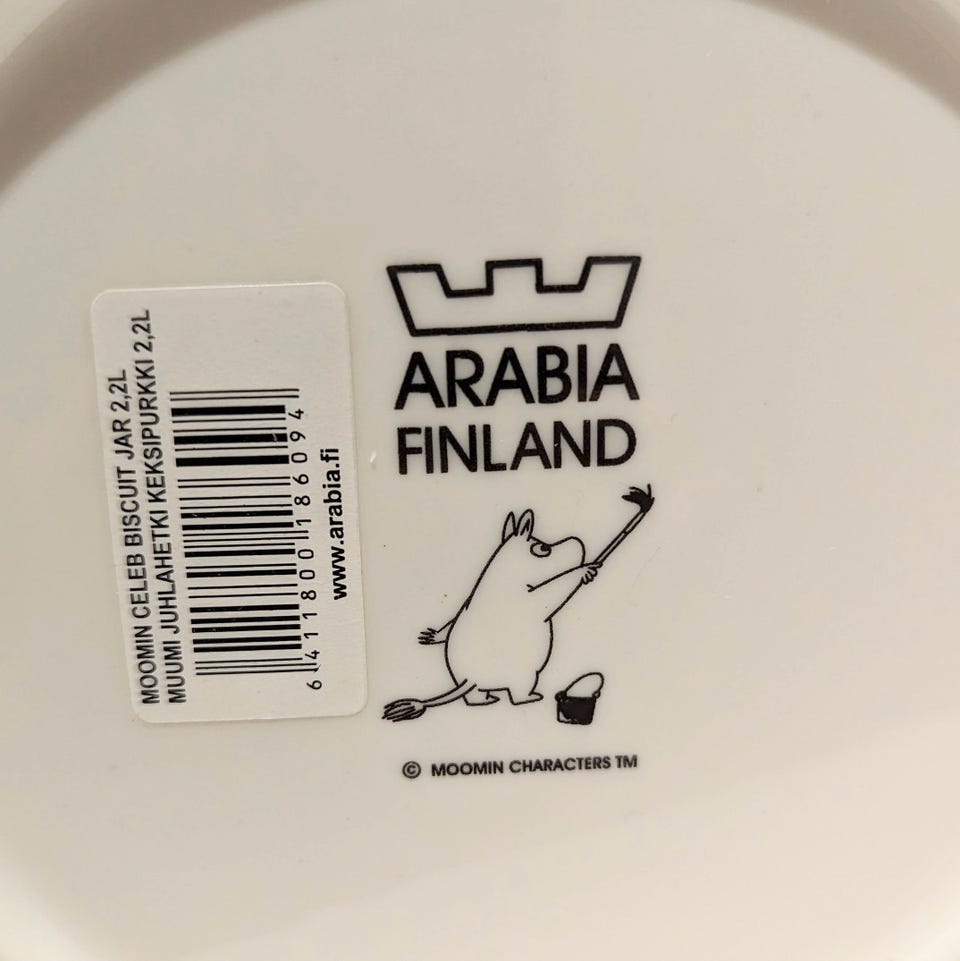 MOOMIN CELEB BISCUIT JAR 2,2L
MUUMI JUHLAHETKI KEKSIPURKKI 2,2L
6 411800 186094
www.arabia.fi
ARABIA
FINLAND
© MOOMIN CHARACTERS TM